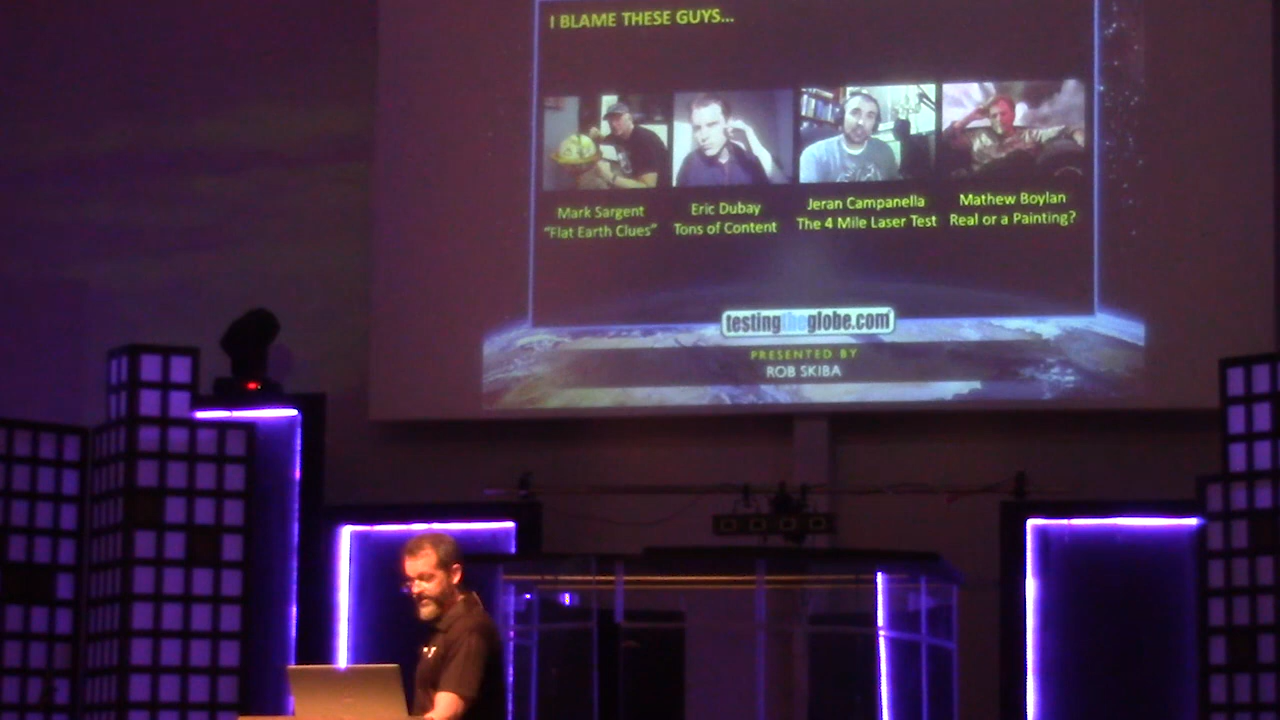 I BLAME THESE GUYS...
Mark Sargent
"Flat Earth Clues"
Eric Dubay
Tons of Content
Jeran Campanella
The 4 Mile Laser Test
Mathew Boylan
Real or a Painting?
testingtheglobe.com
PRESENTED BY
ROB SKIBA